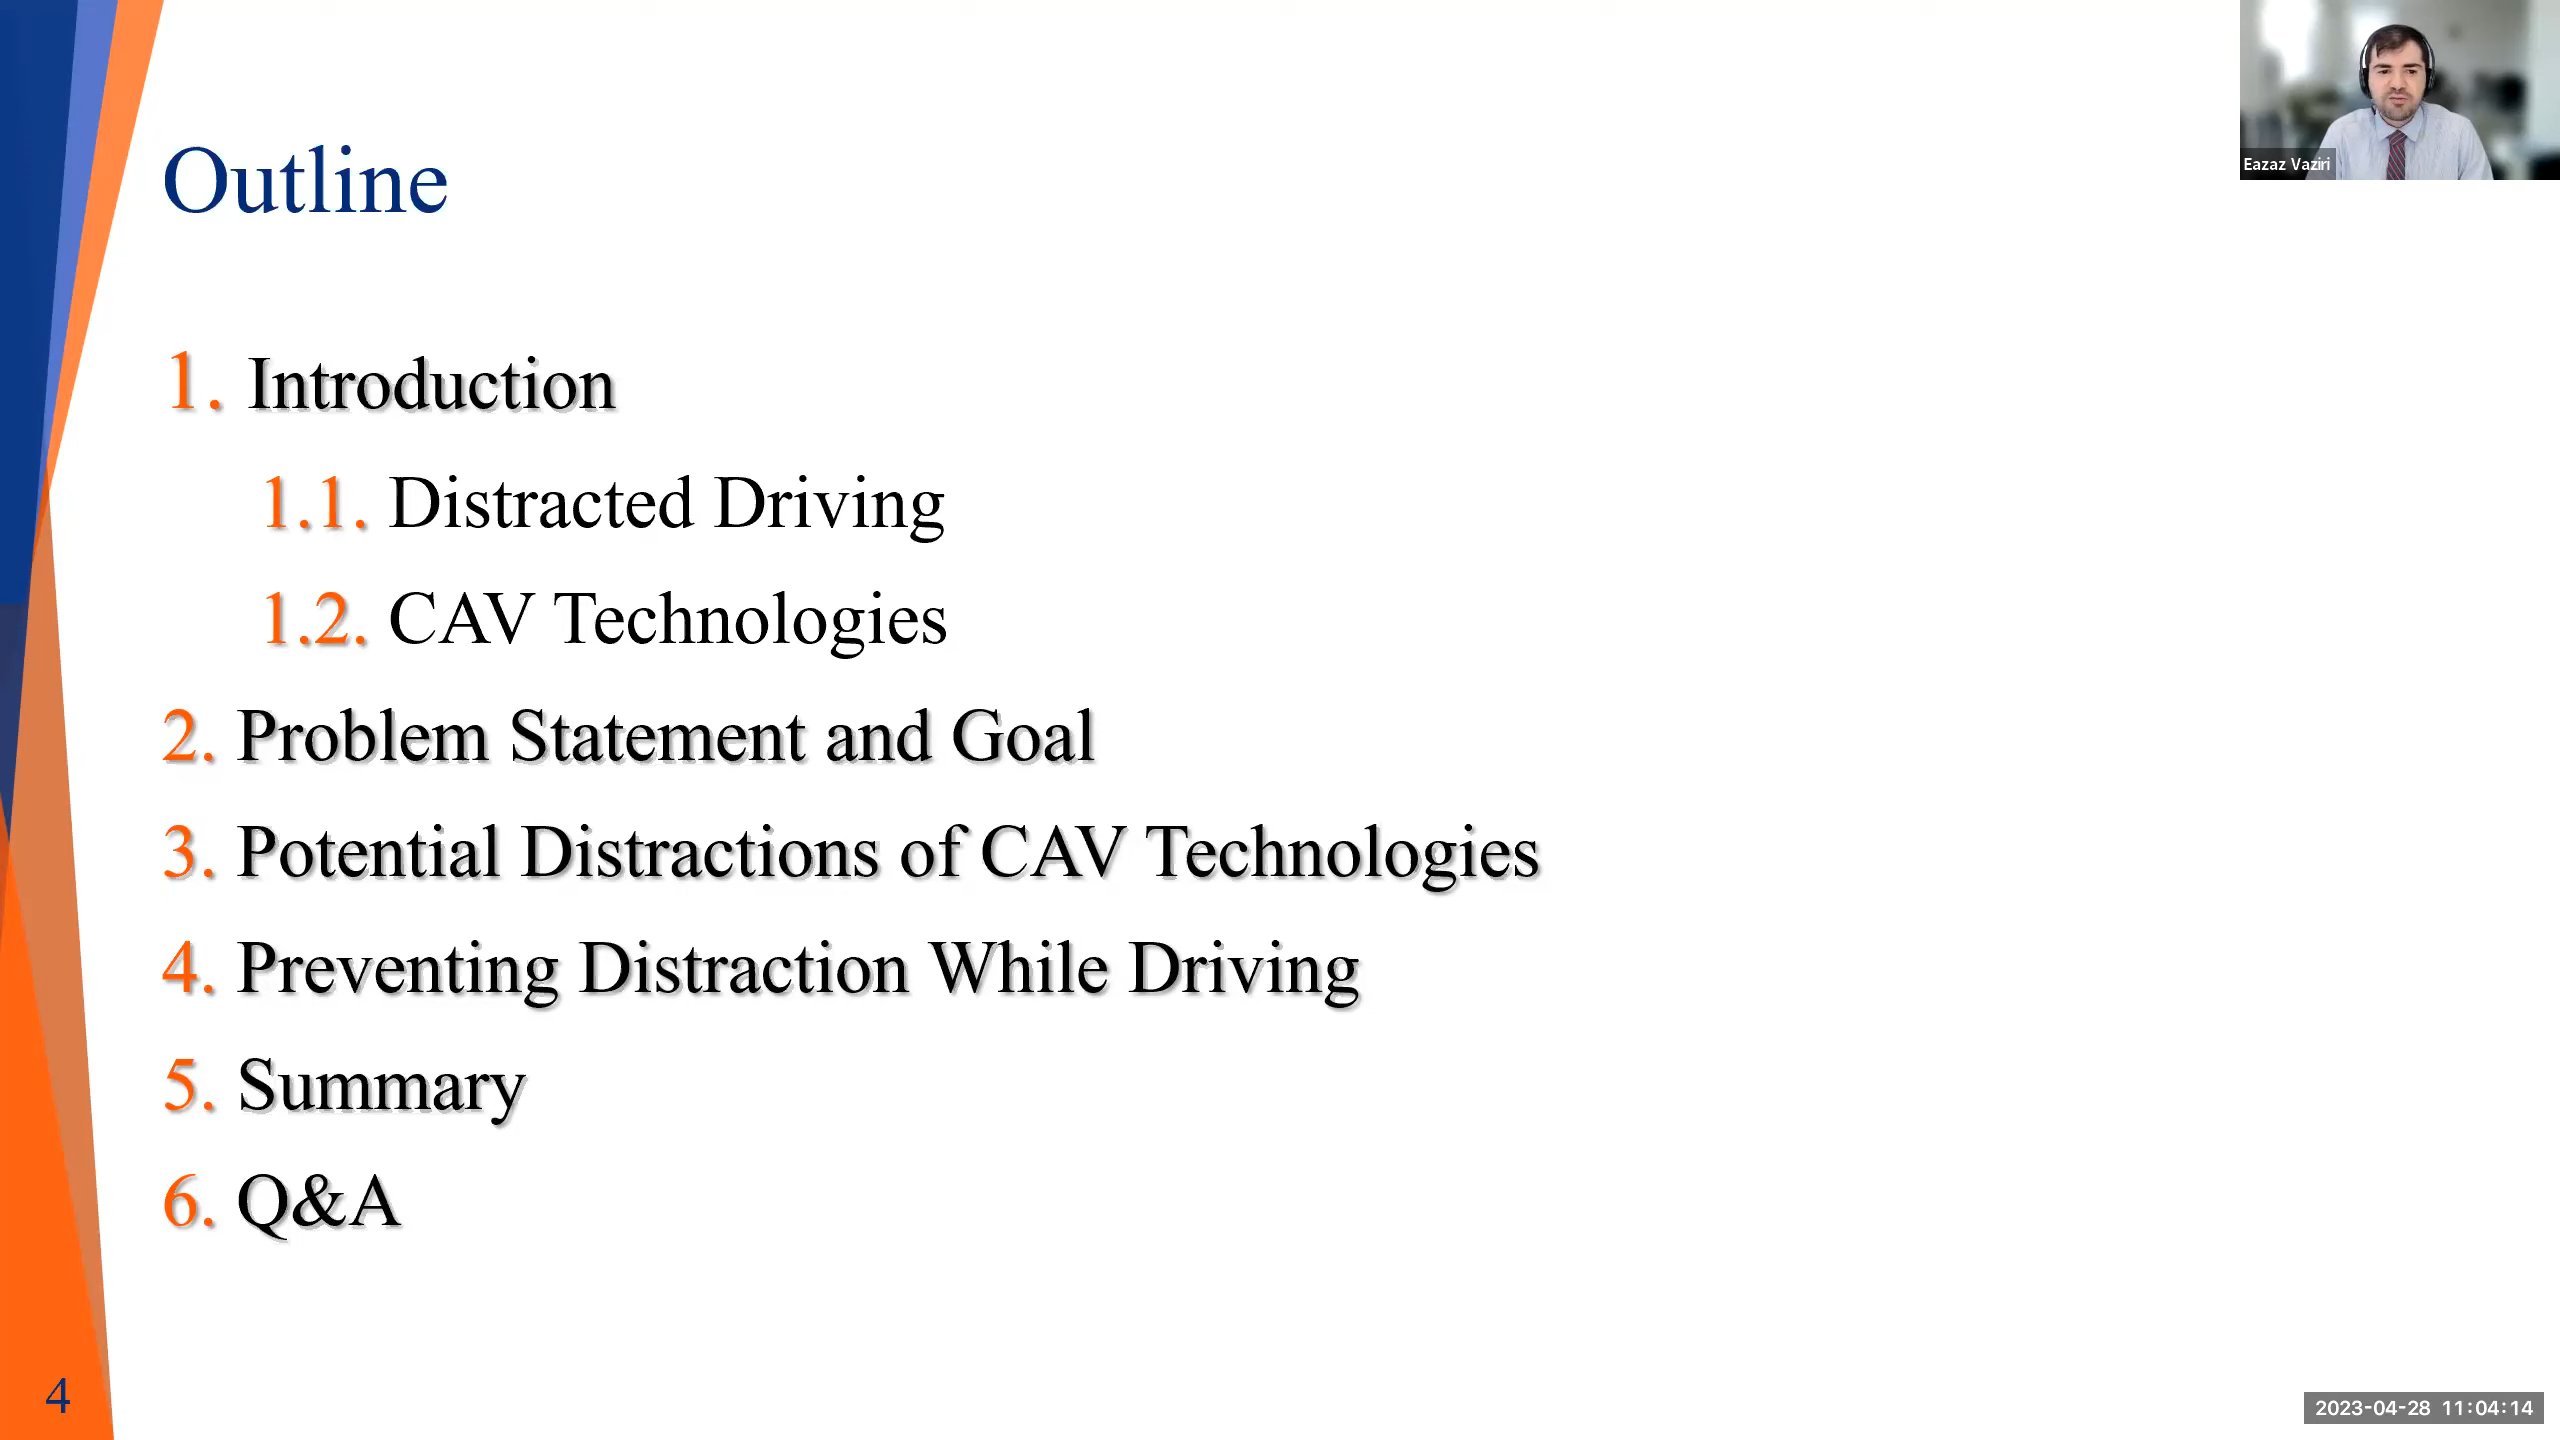 Eazaz Vaziri
Outline
1. Introduction
1.1. Distracted Driving
1.2. CAV Technologies
2. Problem Statement and Goal
3. Potential Distractions of CAV Technologies
4. Preventing Distraction While Driving
5. Summary
6. Q&A
4
2023-04-28 11:04:14